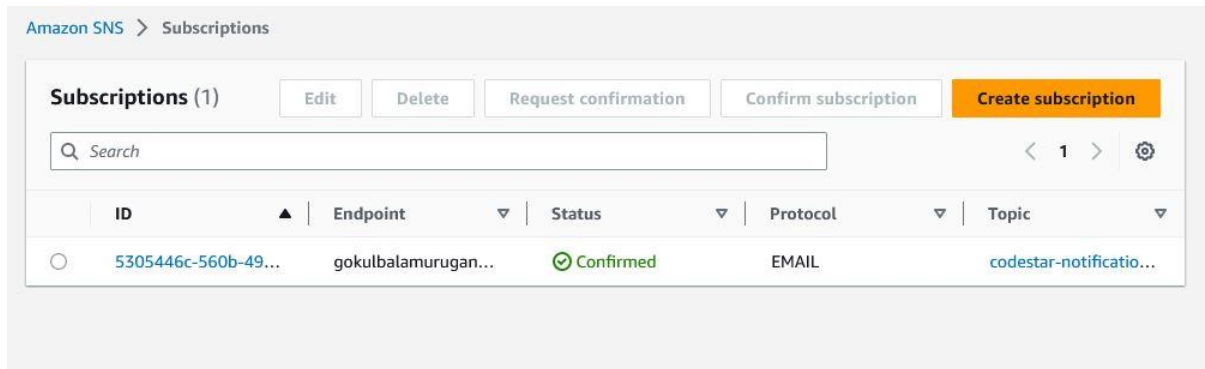 Amazon SNS > Subscriptions
Subscriptions (1) Edit Delete Request confirmation Confirm subscription Create subscription
Search < 1 >
ID Endpoint Status Protocol Topic
5305446c-560b-49... gokulbalamurugan... Confirmed EMAIL codestar-notificatio...